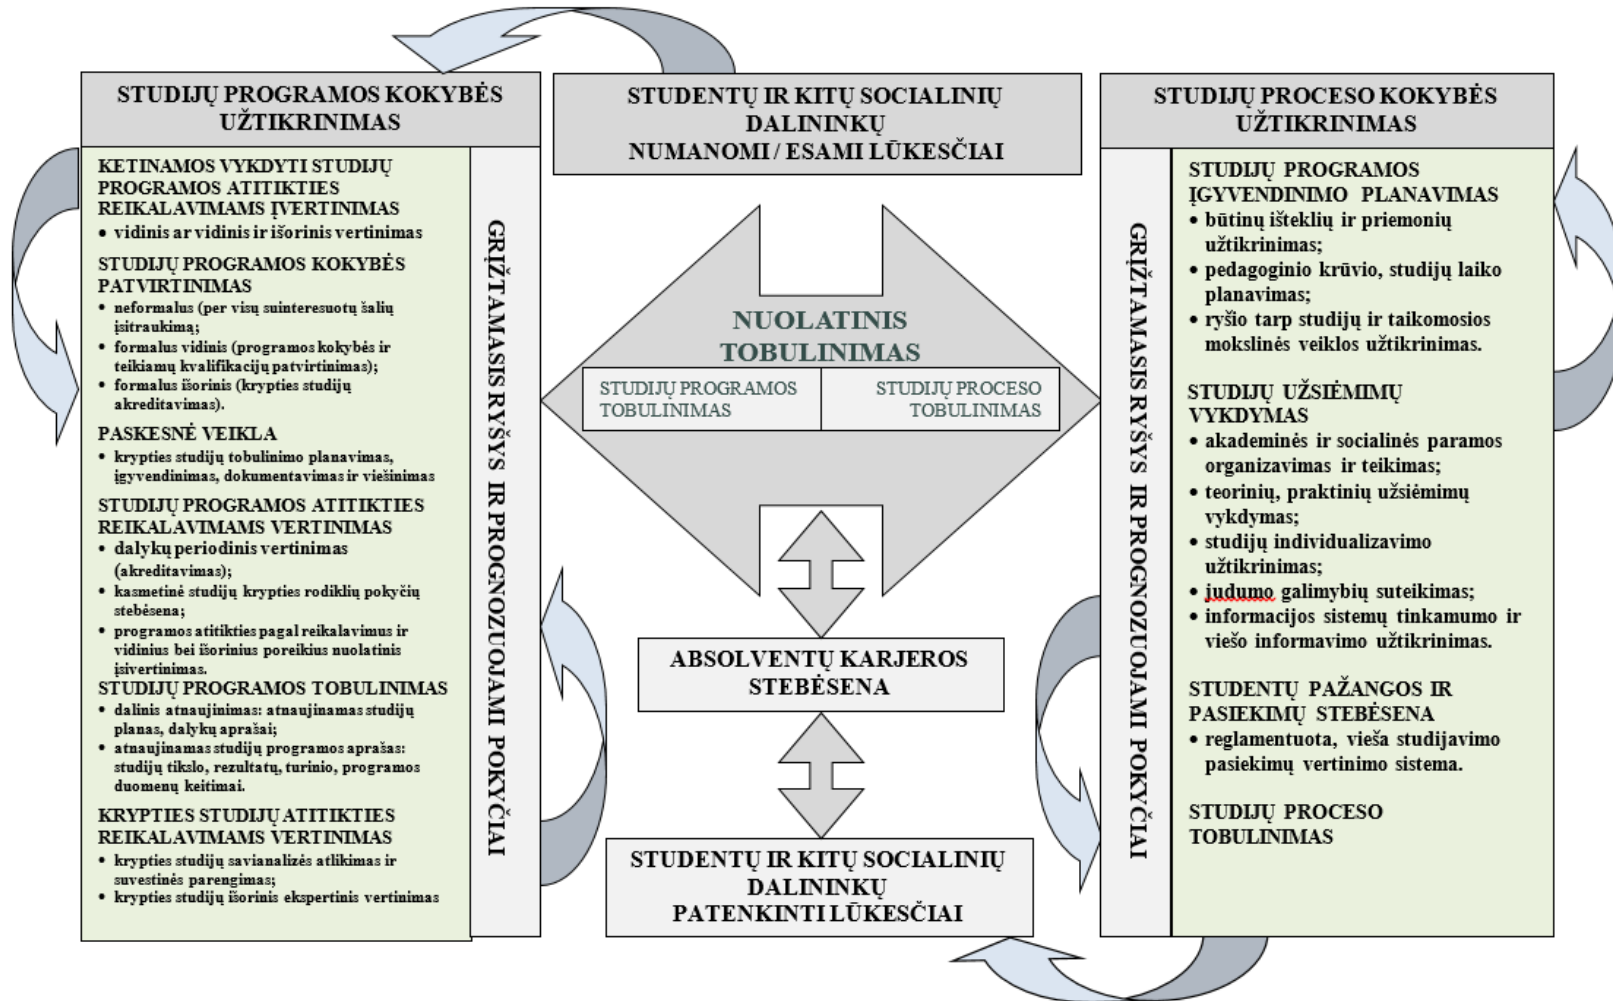 STUDIJŲ PROGRAMOS KOKYBĖS
UŽTIKRINIMAS
KETINAMOS VYKDYTI STUDIJŲ
PROGRAMOS ATITIKTIES
REIKALAVIMAMS ĮVERTINIMAS
• vidinis ar vidinis ir išorinis vertinimas
STUDIJŲ PROGRAMOS KOKYBĖS
PATVIRTINIMAS
• neformalus (per visų suinteresuotų šalių
įsitraukimą;
• formalus vidinis (programos kokybės ir
teikiamų kvalifikacijų patvirtinimas);
• formalus išorinis (krypties studijų
akreditavimas).
PASKESNĖ VEIKLA
• krypties studijų tobulinimo planavimas,
įgyvendinimas, dokumentavimas ir viešinimas
STUDIJŲ PROGRAMOS ATITIKTIES
REIKALAVIMAMS VERTINIMAS
• dalykų periodinis vertinimas
(akreditavimas);
• kasmetinė studijų krypties rodiklių pokyčių
stebėsena;
• programos atitikties pagal reikalavimus ir
vidinius bei išorinius poreikius nuolatinis
įsivertinimas.
STUDIJŲ PROGRAMOS TOBULINIMAS
• dalinis atnaujinimas: atnaujinamas studijų
planas, dalykų aprašai;
• atnaujinamas studijų programos aprašas:
studijų tikslo, rezultatų, turinio, programos
duomenų keitimai.
KRYPTIES STUDIJŲ ATITIKTIES
REIKALAVIMAMS VERTINIMAS
• krypties studijų savianalizės atlikimas ir
suvestinės parengimas;
• krypties studijų išorinis ekspertinis vertinimas
GRĮŽTAMASIS RYŠYS IR PROGNOZUOJAMI POKYČIAI
STUDENTŲ IR KITŲ SOCIALINIŲ
DALININKŲ
NUMANOMI / ESAMI LŪKESČIAI
NUOLATINIS
TOBULINIMAS
STUDIJŲ PROGRAMOS
TOBULINIMAS
STUDIJŲ PROCESO
TOBULINIMAS
ABSOLVENTŲ KARJEROS
STEBĖSENA
STUDENTŲ IR KITŲ SOCIALINIŲ
DALININKŲ
PATENKINTI LŪKESČIAI
STUDIJŲ PROCESO KOKYBĖS
UŽTIKRINIMAS
GRĮŽTAMASIS RYŠYS IR PROGNOZUOJAMI POKYČIAI
STUDIJŲ PROGRAMOS
ĮGYVENDINIMO PLANAVIMAS
• būtinų išteklių ir priemonių
užtikrinimas;
• pedagoginio krūvio, studijų laiko
planavimas;
• ryšio tarp studijų ir taikomosios
mokslinės veiklos užtikrinimas.
STUDIJŲ UŽSIĖMIMŲ
VYKDYMAS
• akademinės ir socialinės paramos
organizavimas ir teikimas;
• teorinių, praktinių užsiėmimų
vykdymas;
• studijų individualizavimo
užtikrinimas;
• judumo galimybių suteikimas;
• informacijos sistemų tinkamumo ir
viešo informavimo užtikrinimas.
STUDENTŲ PAŽANGOS IR
PASIEKIMŲ STEBĖSENA
• reglamentuota, vieša studijavimo
pasiekimų vertinimo sistema.
STUDIJŲ PROCESO
TOBULINIMAS